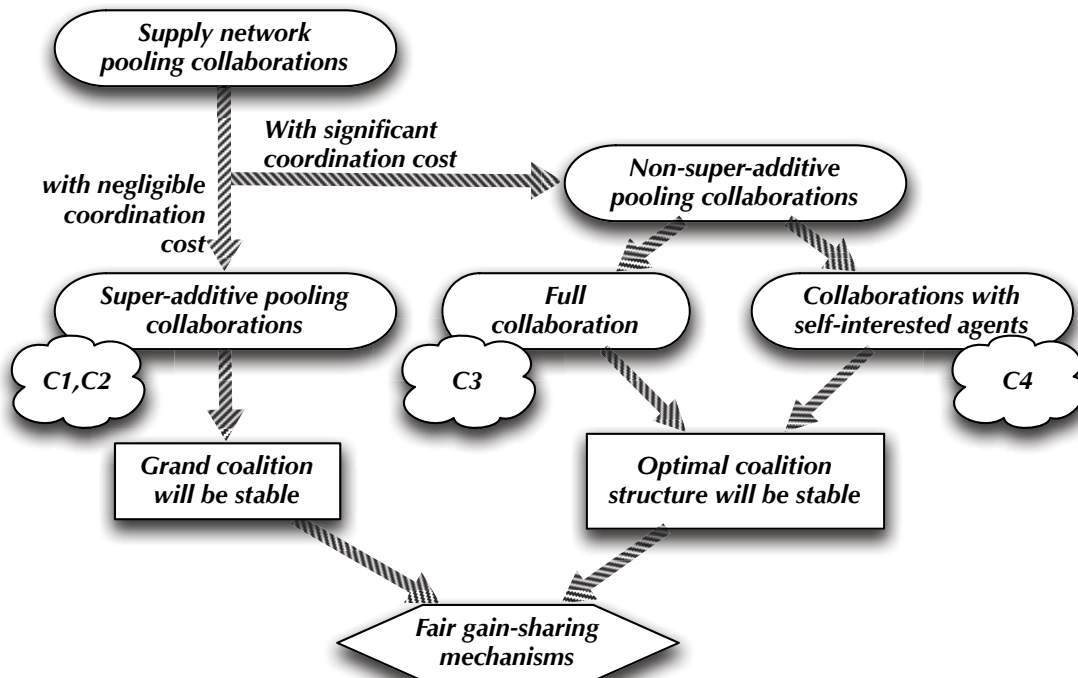 Supply network
pooling collaborations
With significant
coordination cost
with negligible
coordination
cost
Non-super-additive
pooling collaborations
Super-additive pooling
collaborations
Full
collaboration
Collaborations with
self-interested agents
C1,C2
C3
C4
Grand coalition
will be stable
Optimal coalition
structure will be stable
Fair gain-sharing
mechanisms